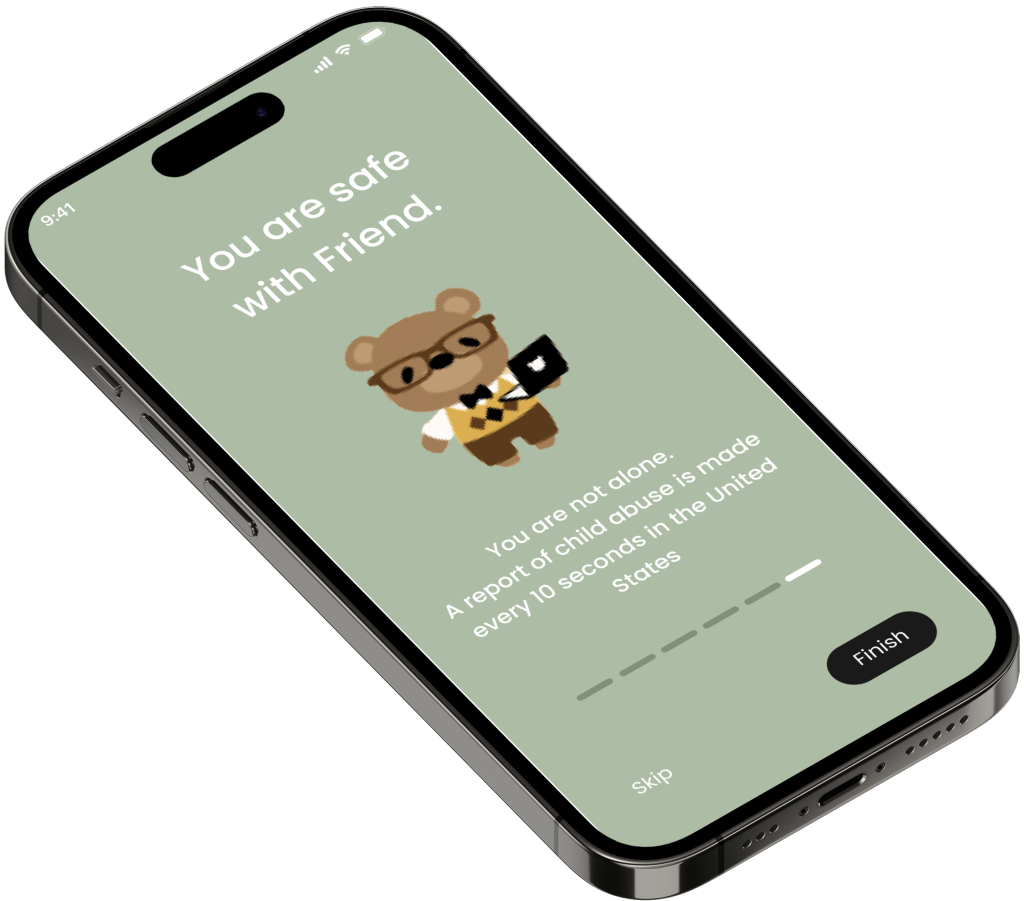 9:41
You are safe
with Friend.
You are not alone.
A report of child abuse is made
every 10 seconds in the United
States
Finish
Skip